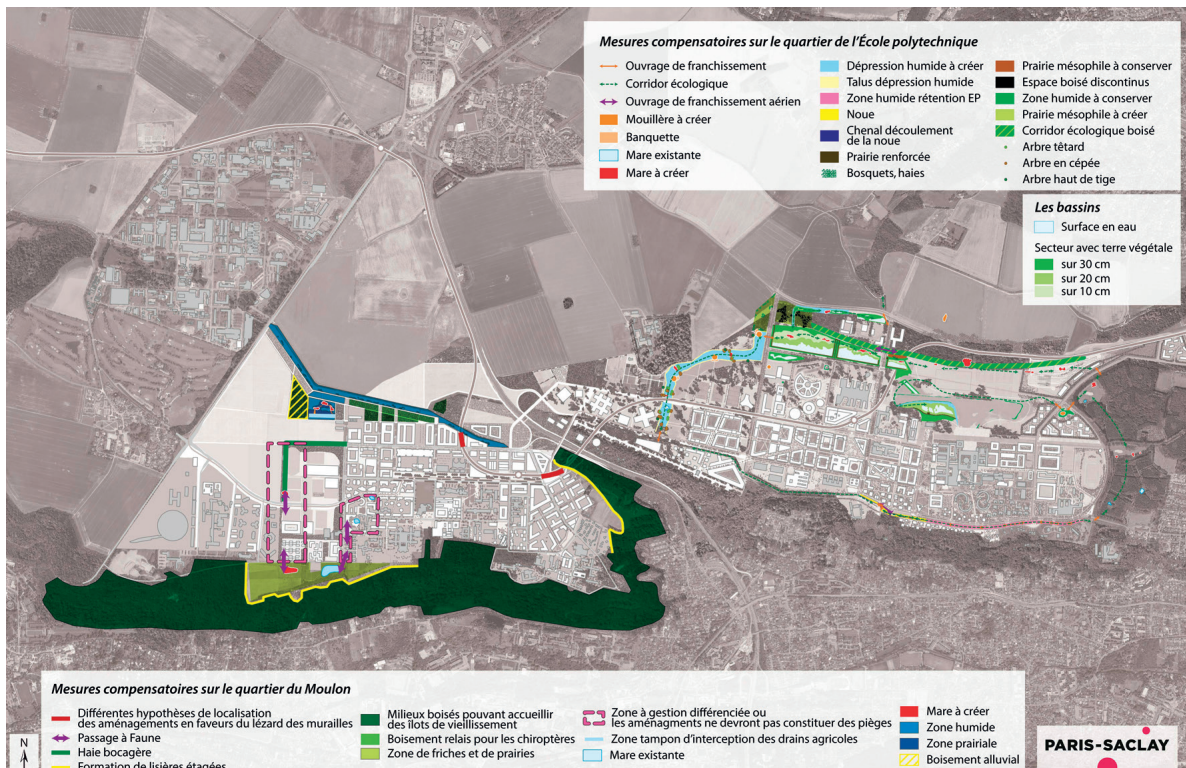 Mesures compensatoires sur le quartier de l'École polytechnique
Ouvrage de franchissement
Corridor écologique
Ouvrage de franchissement aérien
Mouillère à créer
Banquette
Mare existante
Mare à créer
Dépression humide à créer
Talus dépression humide
Zone humide rétention EP
Noue
Chenal découlement
de la noue
Prairie renforcée
Bosquets, haies
Prairie mésophile à conserver
Espace boisé discontinus
Zone humide à conserver
Prairie mésophile à créer
Corridor écologique boisé
Arbre têtard
Arbre en cépée
Arbre haut de tige
Les bassins
Surface en eau
Secteur avec terre végétale
sur 30 cm
sur 20 cm
sur 10 cm
Mesures compensatoires sur le quartier du Moulon
Différentes hypothèses de localisation
des aménagements en faveurs du lézard des murailles
Passage à Faune
Haie bocagère
Formation de lisières étagées
Milieux boisés pouvant accueillir
des îlots de vieillissement
Boisement relais pour les chiroptères
Zone de friches et de prairies
Zone à gestion différenciée ou
les aménagments ne devront pas constituer des pièges
Zone tampon d'interception des drains agricoles
Mare existante
Mare à créer
Zone humide
Zone prairiale
Boisement alluvial
N
PARIS-SACLAY